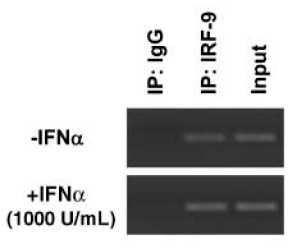 IP: IgG
IP: IRF-9
Input
-IFNα
+IFNα
(1000 U/mL)